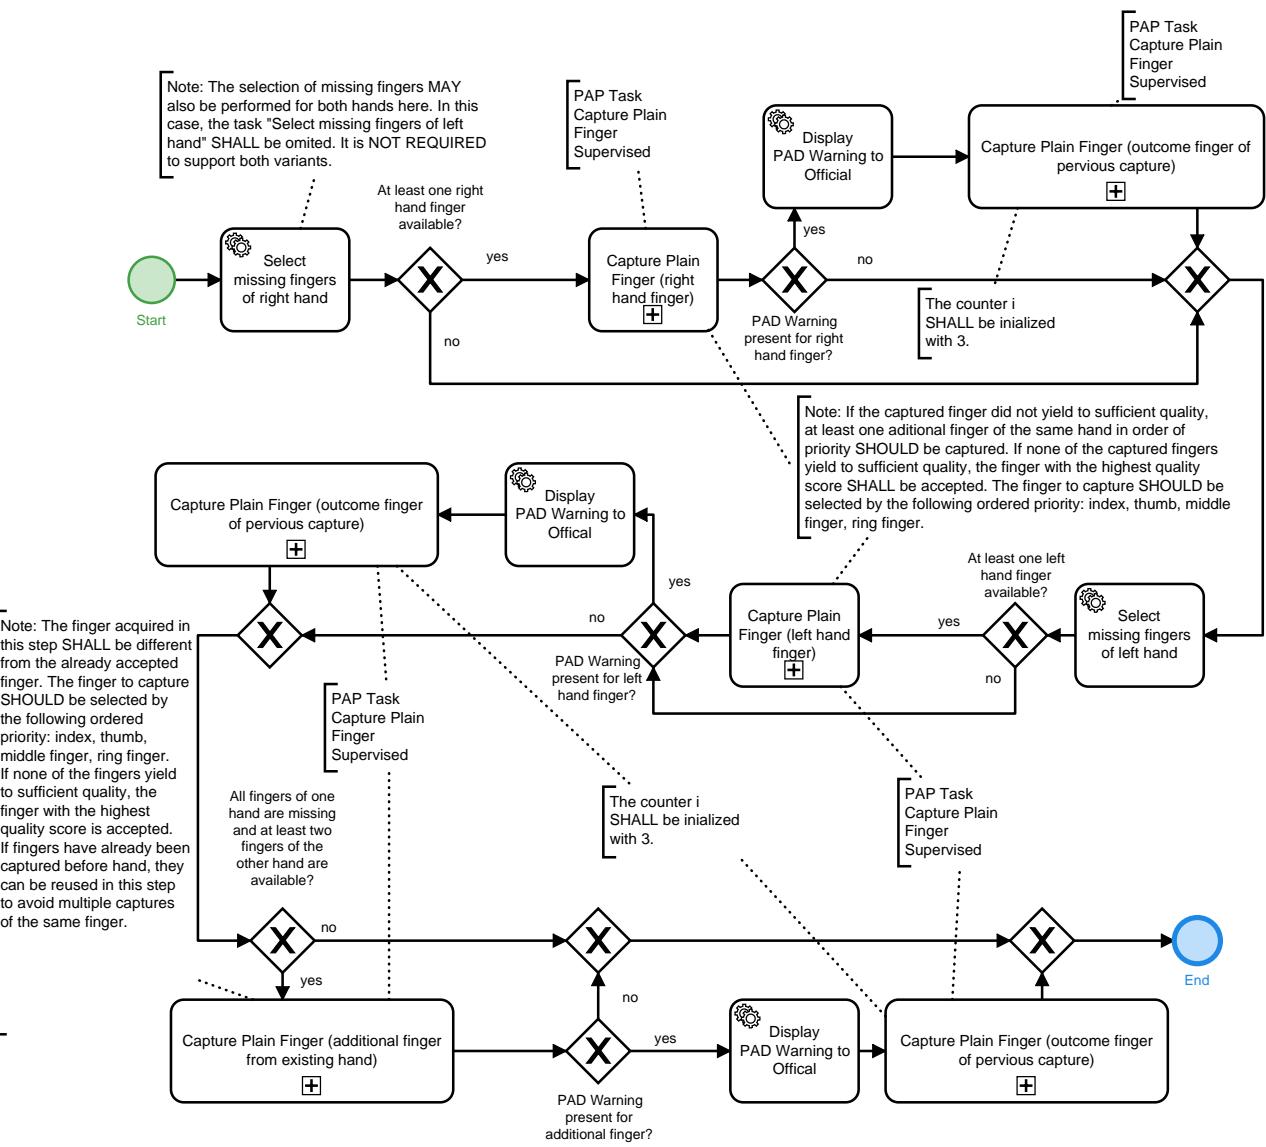 PAP Task
Capture Plain
Finger
Supervised
Note: The selection of missing fingers MAY
also be performed for both hands here. In this
case, the task "Select missing fingers of left
hand" SHALL be omited. It is NOT REQUIRED
to support both variants.
PAP Task
Capture Plain
Finger
Supervised
Display
PAD Warning to
Official
Capture Plain Finger (outcome finger of
pervious capture)
At least one right
hand finger
available?
yes
Start
Select
missing fingers
of right hand
yes
Capture Plain
Finger (right
hand finger)
no
no
PAD Warning
present for right
hand finger?
The counter i
SHALL be inialized
with 3.
Note: If the captured finger did not yield to sufficient quality,
at least one aditional finger of the same hand in order of
priority SHOULD be captured. If none of the captured fingers
yield to sufficient quality, the finger with the highest quality
score SHALL be accepted. The finger to capture SHOULD be
selected by the following ordered priority: index, thumb, middle
finger, ring finger.
Capture Plain Finger (outcome finger
of pervious capture)
Display
PAD Warning to
Offical
yes
At least one left
hand finger
available?
no
Capture Plain
Finger (left hand
finger)
yes
Select
missing fingers
of left hand
no
PAD Warning
present for left
hand finger?
Note: The finger acquired in
this step SHALL be different
from the already accepted
finger. The finger to capture
SHOULD be selected by
the following ordered
priority: index, thumb,
middle finger, ring finger.
If none of the fingers yield
to sufficient quality, the
finger with the highest
quality score is accepted.
If fingers have already been
captured before hand, they
can be reused in this step
to avoid multiple captures
of the same finger.
PAP Task
Capture Plain
Finger
Supervised
All fingers of one
hand are missing
and at least two
fingers of the
other hand are
available?
The counter i
SHALL be inialized
with 3.
PAP Task
Capture Plain
Finger
Supervised
no
yes
End
no
Capture Plain Finger (additional finger
from existing hand)
yes
Display
PAD Warning to
Offical
Capture Plain Finger (outcome finger
of pervious capture)
PAD Warning
present for
additional finger?